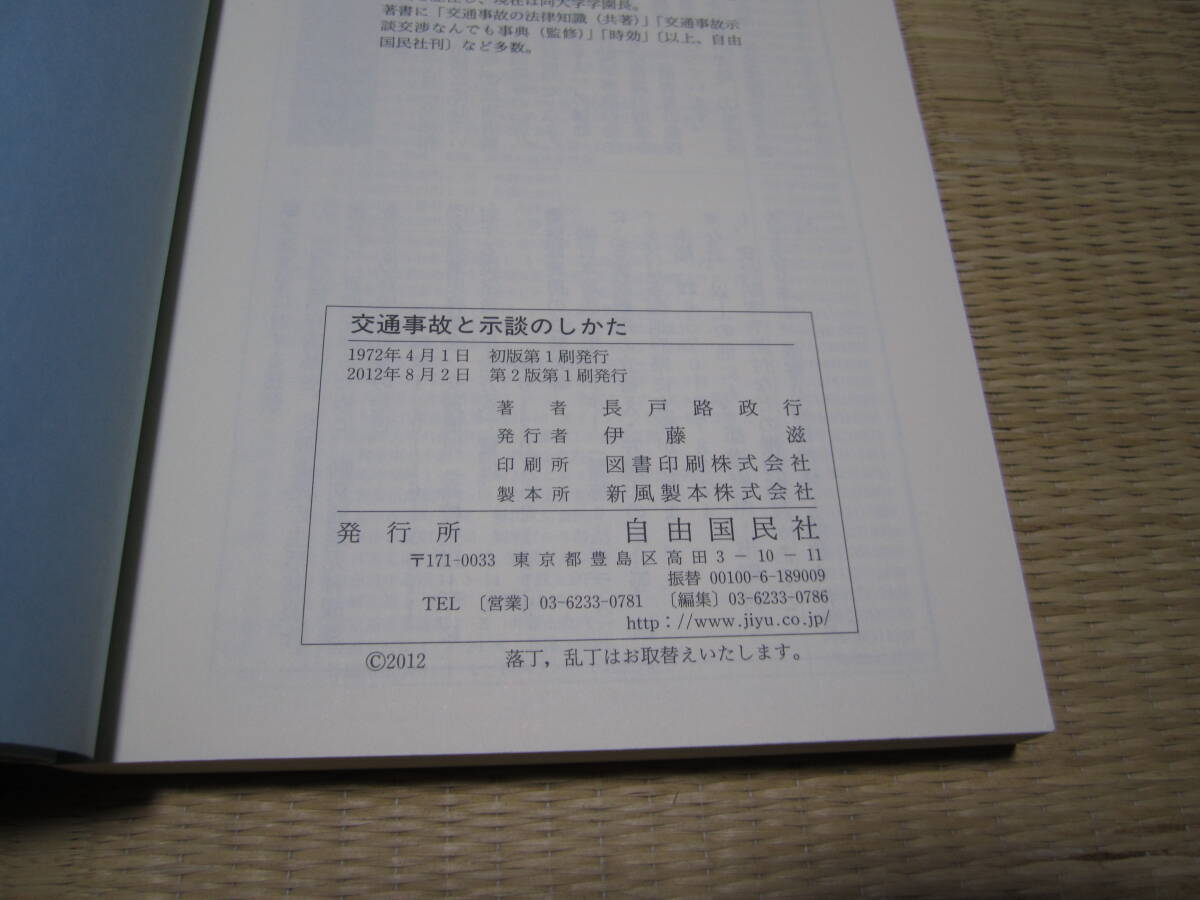 現在は同大学学園長。
著書に「交通事故の法律知識（共著）」「交通事故示
談交渉なんでも事典（監修）」「時効」〔以上、自由
国民社刊〕など多数。
交通事故と示談のしかた
1972年4月1日 初版第1刷発行
2012年8月2日 第2版第1刷発行
著者 長戸路政行
発行者 伊藤滋
印刷所 図書印刷株式会社
製本所 新風製本株式会社
発行所 自由国民社
〒171-0033 東京都豊島区高田3－10－11
振替 00100-6-189009
TEL 〔営業〕03-6233-0781 〔編集〕03-6233-0786
http://www.jiyu.co.jp/
©2012 落丁，乱丁はお取替えいたします。